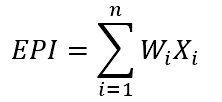 EPI = \sum_{i=1}^{n} W_i X_i